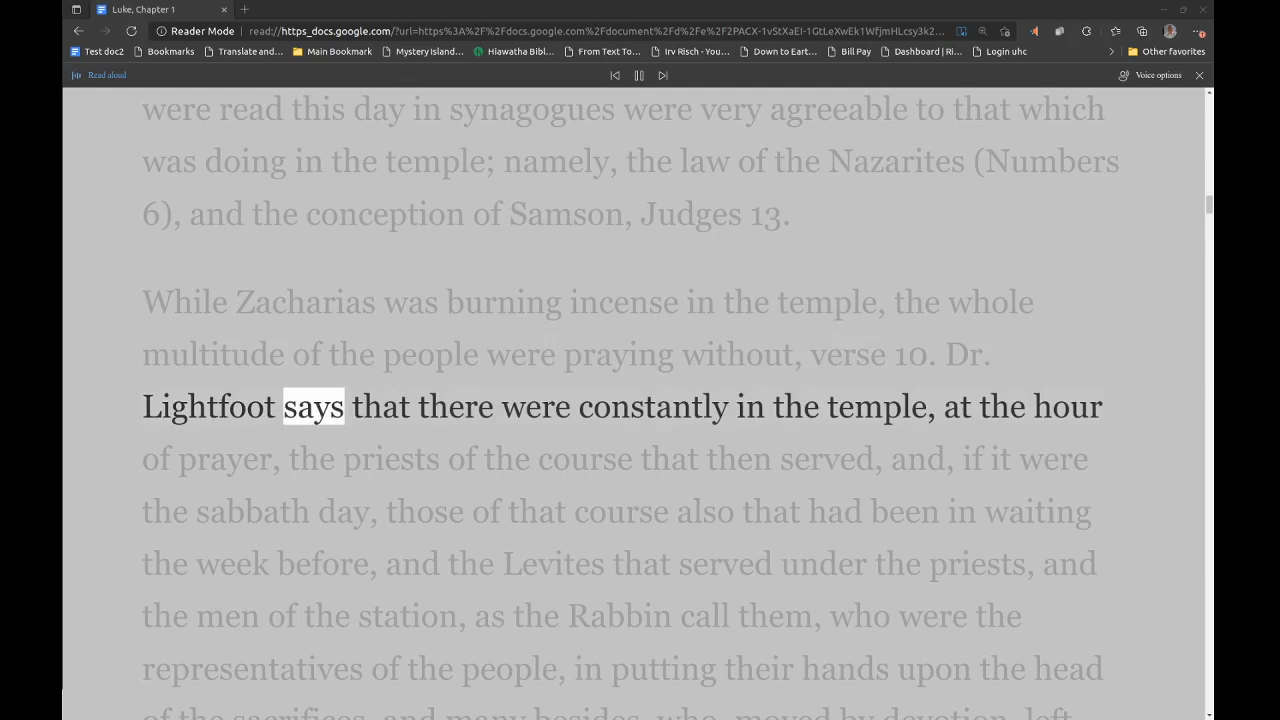 Luke, Chapter 1
Reader Mode
read://https_docs.google.com/?url=https%3A%2F%2Fdocs.google.com%2Fdocument%2Fd%2Fe%2F2PACX-1vStXaEI-1GtLeXwEk1WfjmHLcsy3k2...
Test doc2
Bookmarks
Translate and...
Main Bookmark
Mystery Island...
Hiawatha Bibl...
From Text To...
Irv Risch - You...
Down to Eart...
Bill Pay
Dashboard | Ri...
Login uhc
Other favorites
Read aloud
Voice options
were read this day in synagogues were very agreeable to that which
was doing in the temple; namely, the law of the Nazarites (Numbers
6), and the conception of Samson, Judges 13.
While Zacharias was burning incense in the temple, the whole
multitude of the people were praying without, verse 10. Dr.
Lightfoot says that there were constantly in the temple, at the hour
of prayer, the priests of the course that then served, and, if it were
the sabbath day, those of that course also that had been in waiting
the week before, and the Levites that served under the priests, and
the men of the station, as the Rabbin call them, who were the
representatives of the people, in putting their hands upon the head
of the sacrifices, and many besides, who, moved by devotion, left